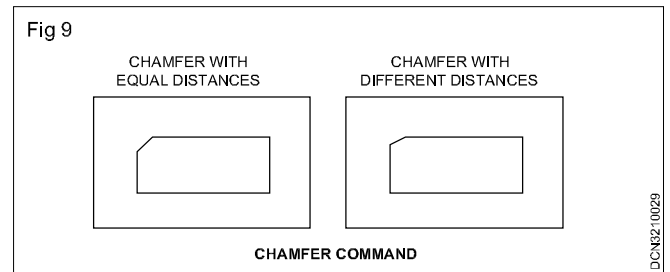 Fig 9
CHAMFER WITH
EQUAL DISTANCES
CHAMFER WITH
DIFFERENT DISTANCES
CHAMFER COMMAND
DCN3210029